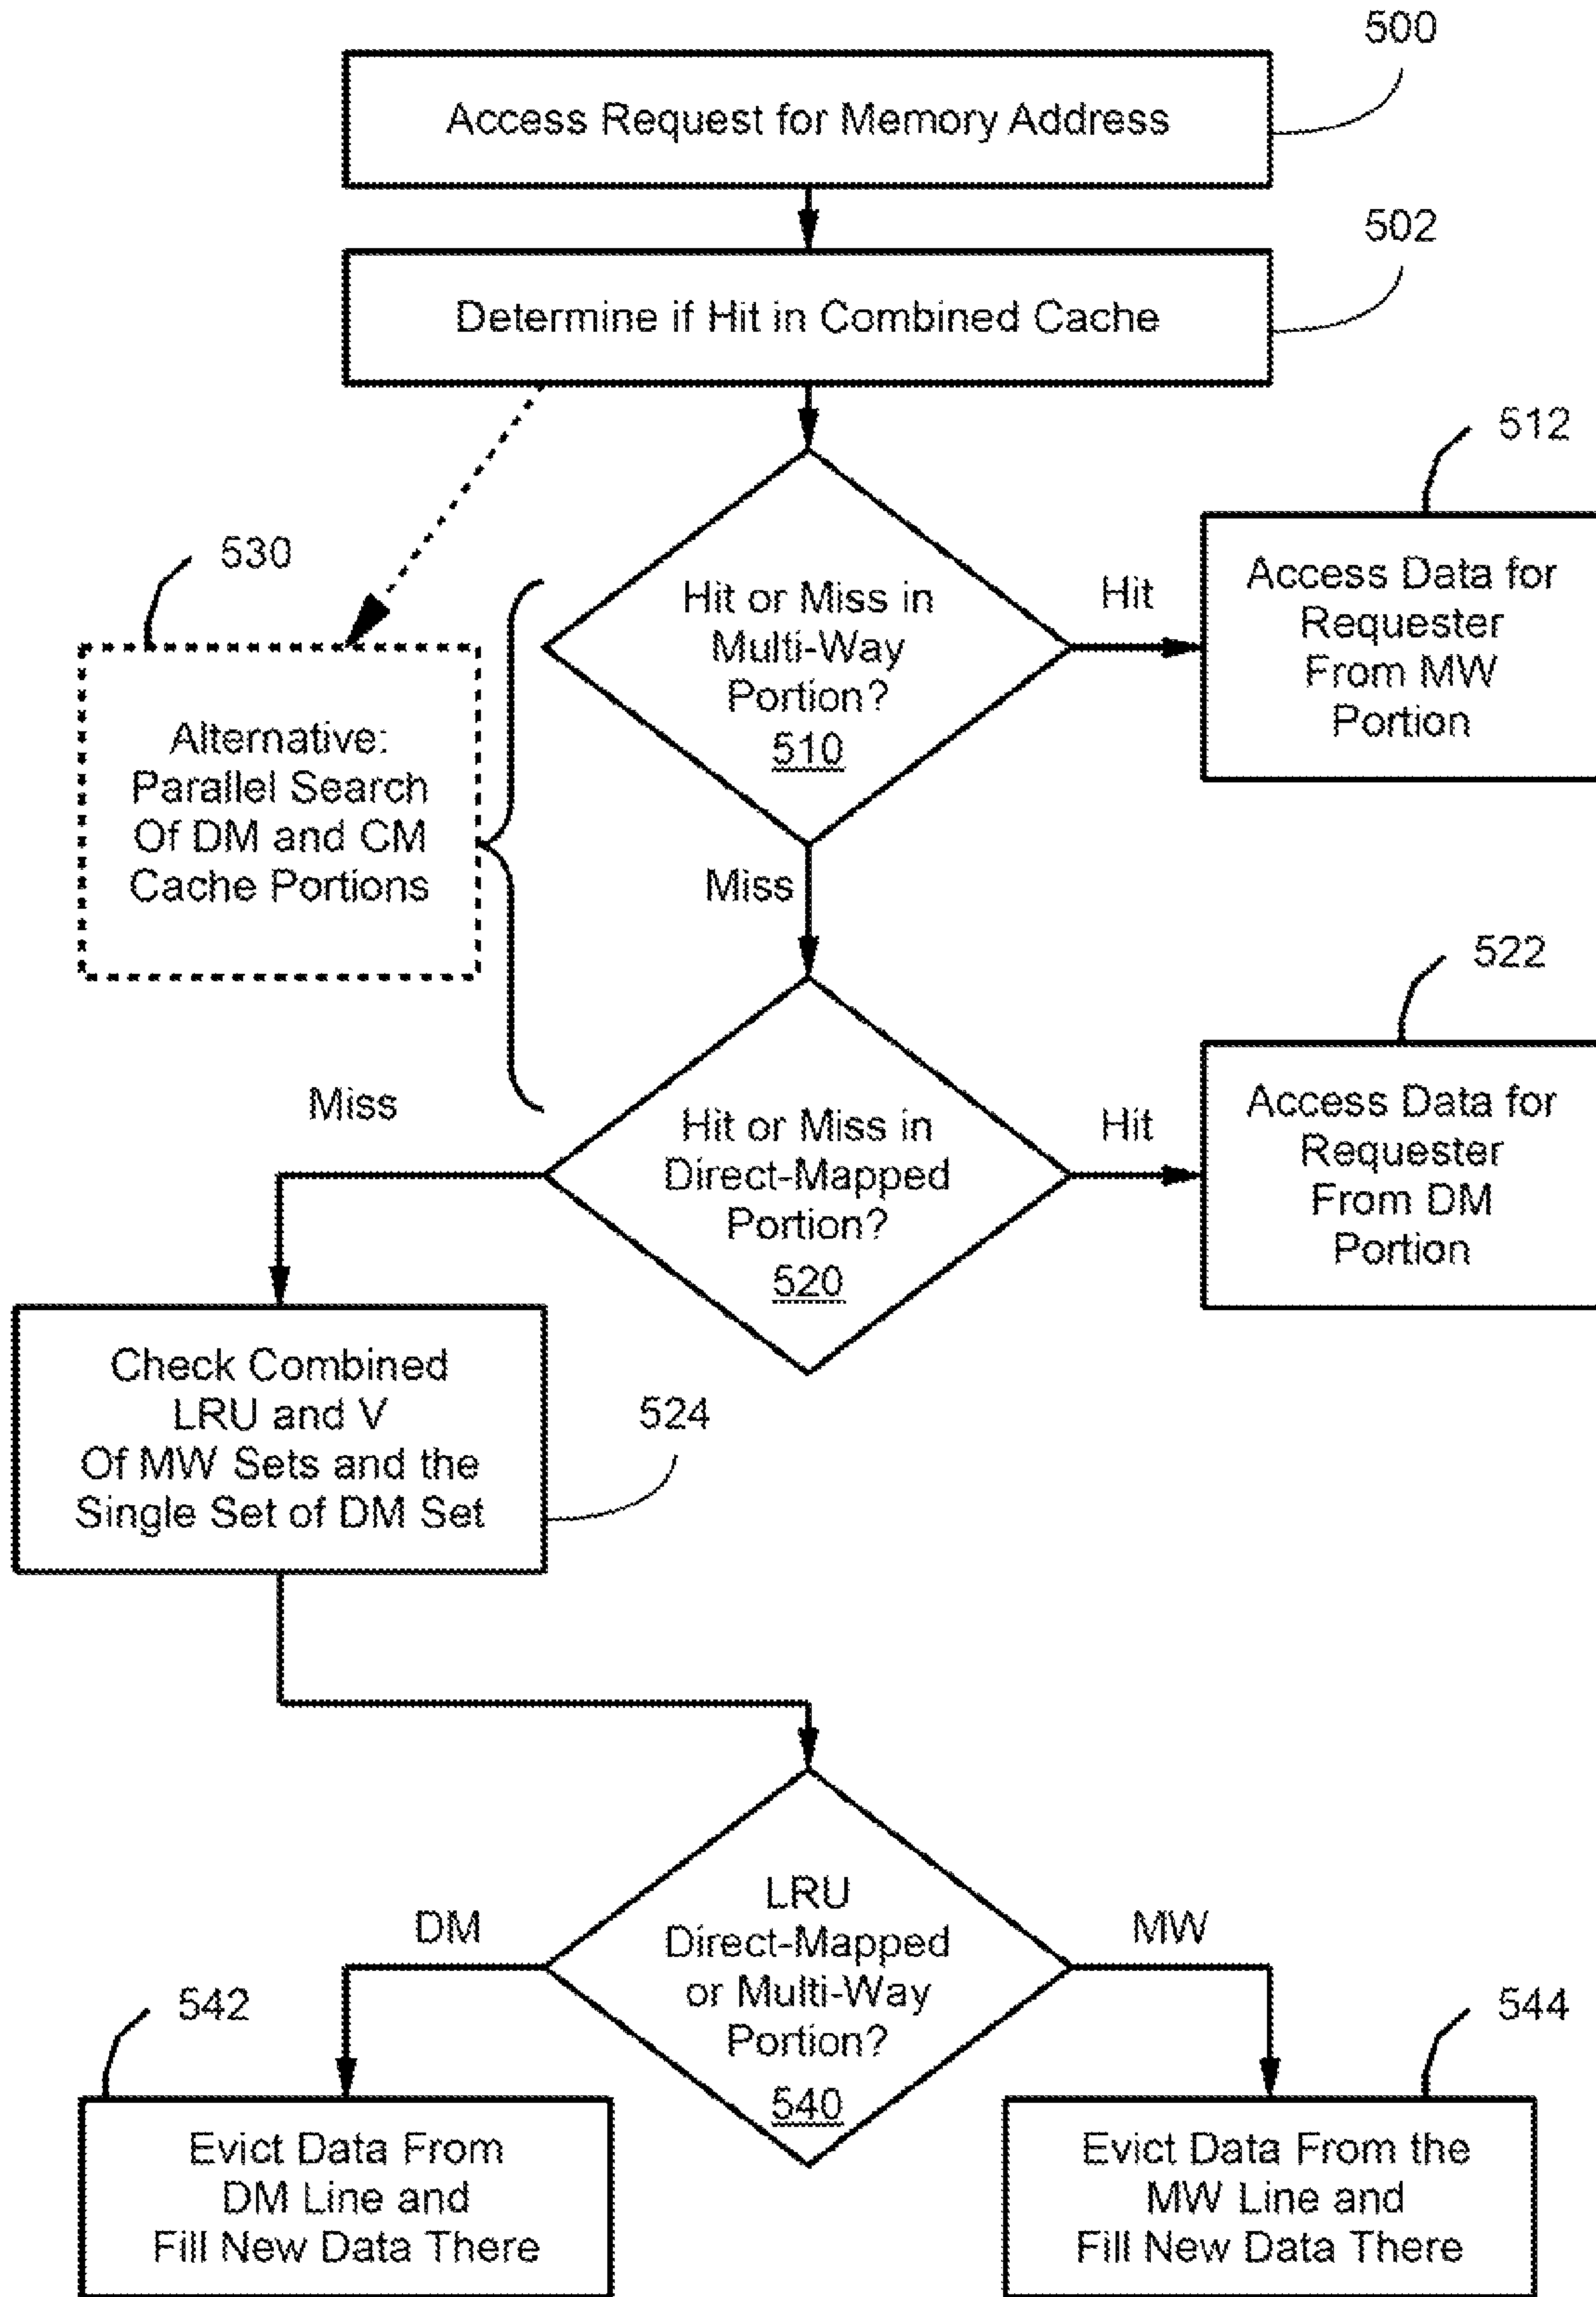 500
Access Request for Memory Address
502
Determine if Hit in Combined Cache
512
530
Hit or Miss in
Multi-Way
Portion?
510
Hit
Access Data for
Requester
From MW
Portion
Alternative:
Parallel Search
Of DM and CM
Cache Portions
Miss
522
Miss
Hit or Miss in
Direct-Mapped
Portion?
520
Hit
Access Data for
Requester
From DM
Portion
Check Combined
LRU and V
Of MW Sets and the
Single Set of DM Set
524
LRU
Direct-Mapped
or Multi-Way
Portion?
540
DM
MW
542
544
Evict Data From
DM Line and
Fill New Data There
Evict Data From the
MW Line and
Fill New Data There